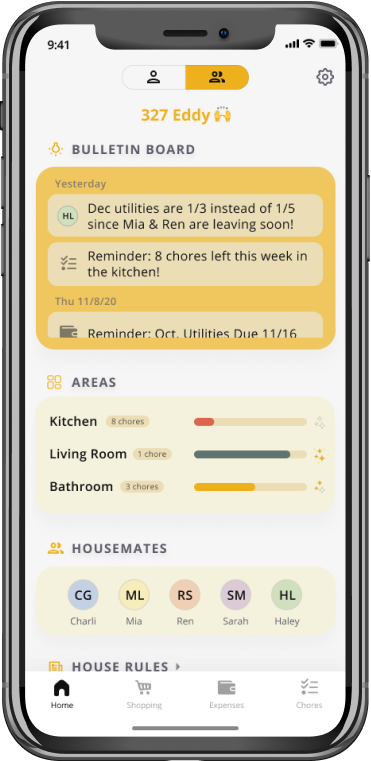 9:41
327 Eddy 🙌
BULLETIN BOARD
Yesterday
HL
Dec utilities are 1/3 instead of 1/5
since Mia & Ren are leaving soon!
Reminder: 8 chores left this week in
the kitchen!
Thu 11/8/20
Reminder: Oct. Utilities Due 11/16
AREAS
Kitchen 8 chores
Living Room 1 chore
Bathroom 3 chores
HOUSEMATES
CG ML RS SM HL
Charli Mia Ren Sarah Haley
HOUSE RULES
Home Shopping Expenses Chores